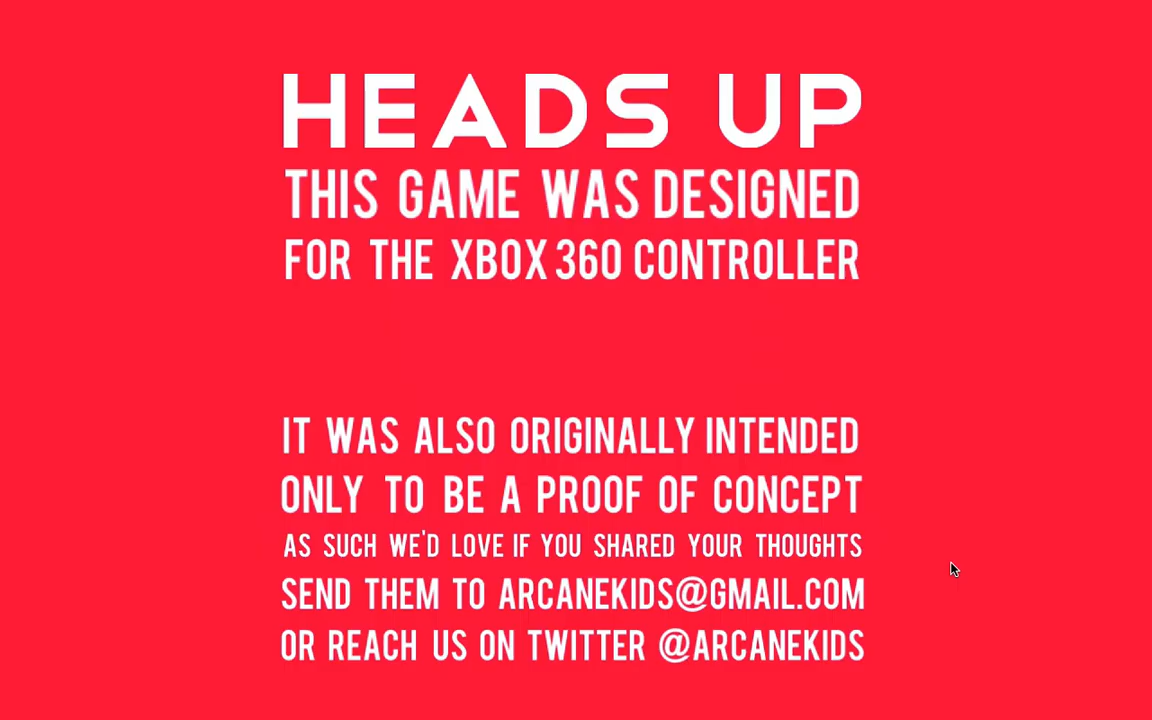 HEADS UP
THIS GAME WAS DESIGNED
FOR THE XBOX 360 CONTROLLER
IT WAS ALSO ORIGINALLY INTENDED
ONLY TO BE A PROOF OF CONCEPT
AS SUCH WE'D LOVE IF YOU SHARED YOUR THOUGHTS
SEND THEM TO ARCANEKIDS@GMAIL.COM
OR REACH US ON TWITTER @ARCANEKIDS